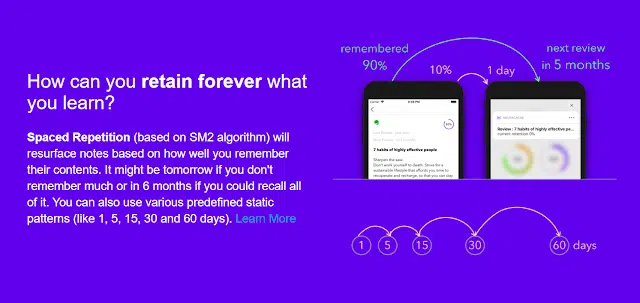 How can you retain forever what
you learn?
Spaced Repetition (based on SM2 algorithm) will
resurface notes based on how well you remember
their contents. It might be tomorrow if you don't
remember much or in 6 months if you could recall all
of it. You can also use various predefined static
patterns (like 1, 5, 15, 30 and 60 days). Learn More
remembered
90%
10%
1 day
next review
in 5 months
7 habits of highly effective people
Sharpen the saw
Don't work yourself to death. Strive for a
sustainable lifestyle that affords you time to
recuperate and recharge, so that you stay
Review : 7 habits of highly effective pe...
current retention 0%
1 5 15 30 60 days